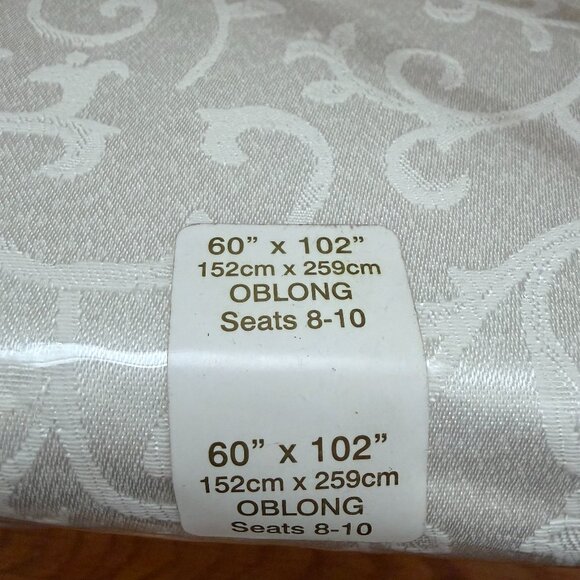 60” x 102”
152cm x 259cm
OBLONG
Seats 8-10
60” x 102”
152cm x 259cm
OBLONG
Seats 8-10